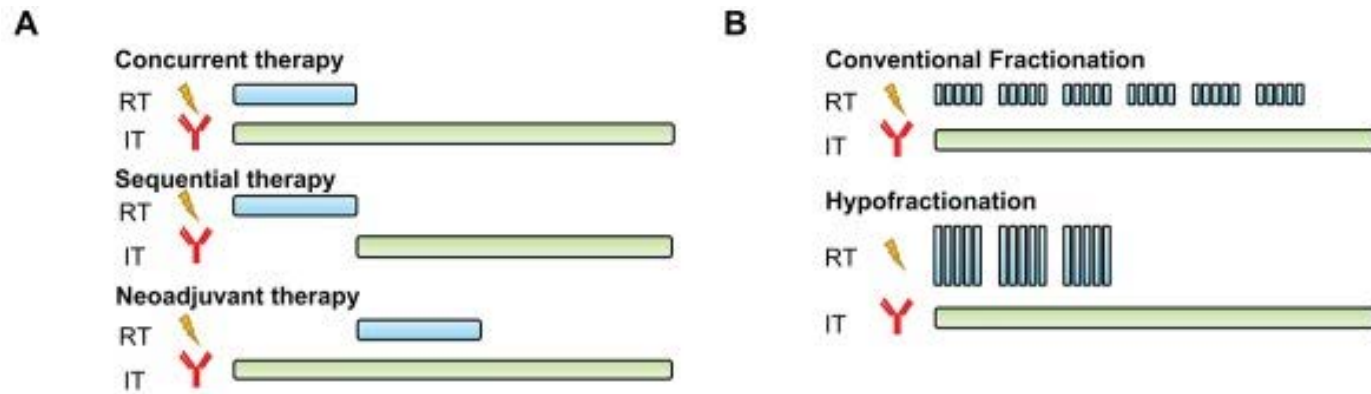 A
Concurrent therapy
RT
IT
Sequential therapy
RT
IT
Neoadjuvant therapy
RT
IT
B
Conventional Fractionation
RT
IT
Hypofractionation
RT
IT